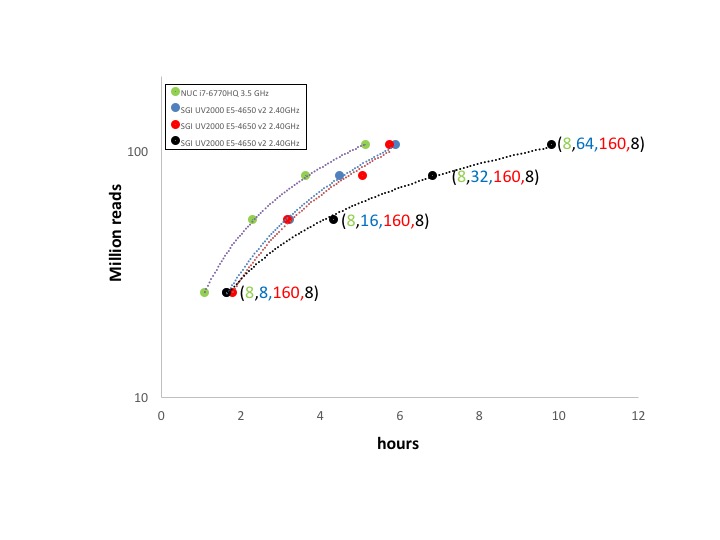 NUC i7-6770HQ 3.5 GHz
SGI UV2000 E5-4650 v2 2.40GHz
SGI UV2000 E5-4650 v2 2.40GHz
SGI UV2000 E5-4650 v2 2.40GHz
100
(8,64,160,8)
(8,32,160,8)
(8,16,160,8)
(8,8,160,8)
Million reads
10
0 2 4 6 8 10 12
hours